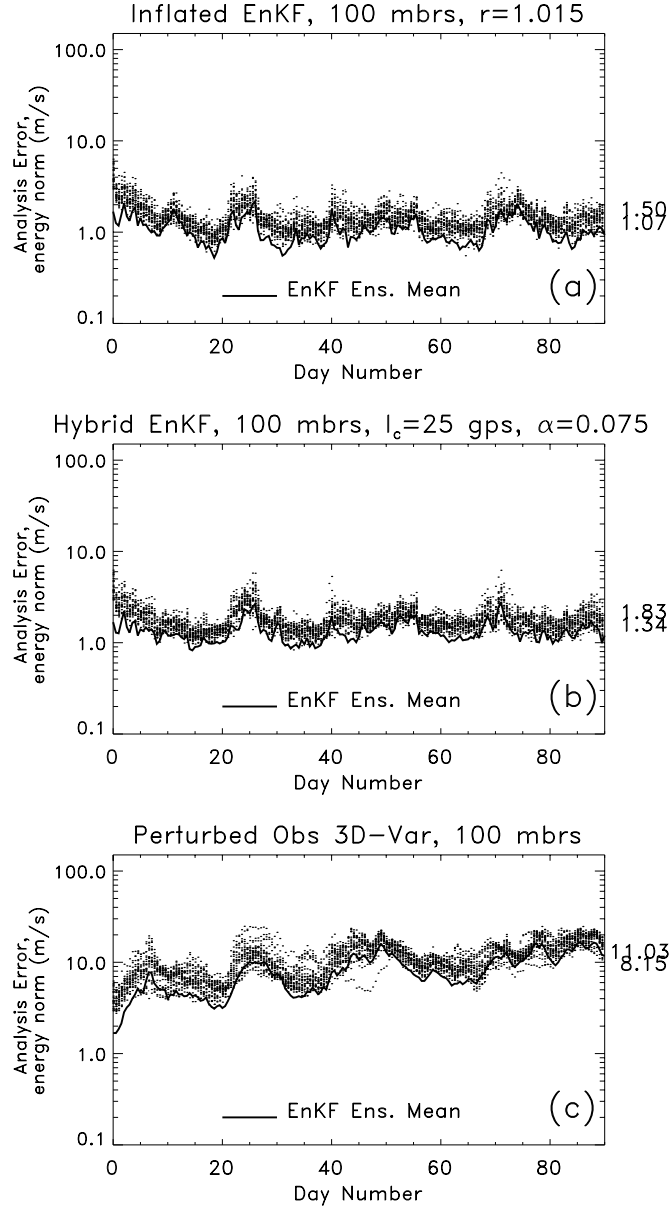 Inflated EnKF, 100 mbrs, r=1.015
Analysis Error,
energy norm (m/s)
100.0
10.0
1.0
0.1
1.50
1.07
EnKF Ens. Mean
(a)
0 20 40 60 80
Day Number
Hybrid EnKF, 100 mbrs, lc=25 gps, α=0.075
Analysis Error,
energy norm (m/s)
100.0
10.0
1.0
0.1
1.83
1.34
EnKF Ens. Mean
(b)
0 20 40 60 80
Day Number
Perturbed Obs 3D-Var, 100 mbrs
Analysis Error,
energy norm (m/s)
100.0
10.0
1.0
0.1
11.03
8.15
EnKF Ens. Mean
(c)
0 20 40 60 80
Day Number